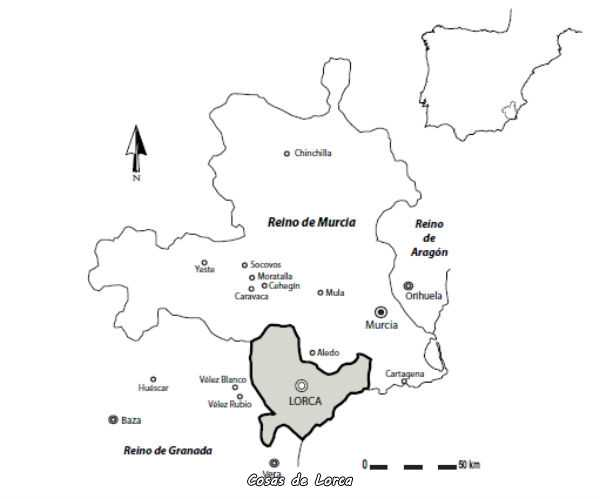 Chinchilla
Reino de Murcia
Reino
de
Aragón
Yeste
Socovos
Moratalla
Cehegín
Caravaca
Mula
Orihuela
Murcia
Aledo
Cartagena
Huéscar
Vélez Blanco
Vélez Rubio
LORCA
Baza
Reino de Granada
Vera
0 50 km
Cosas de Lorca
N